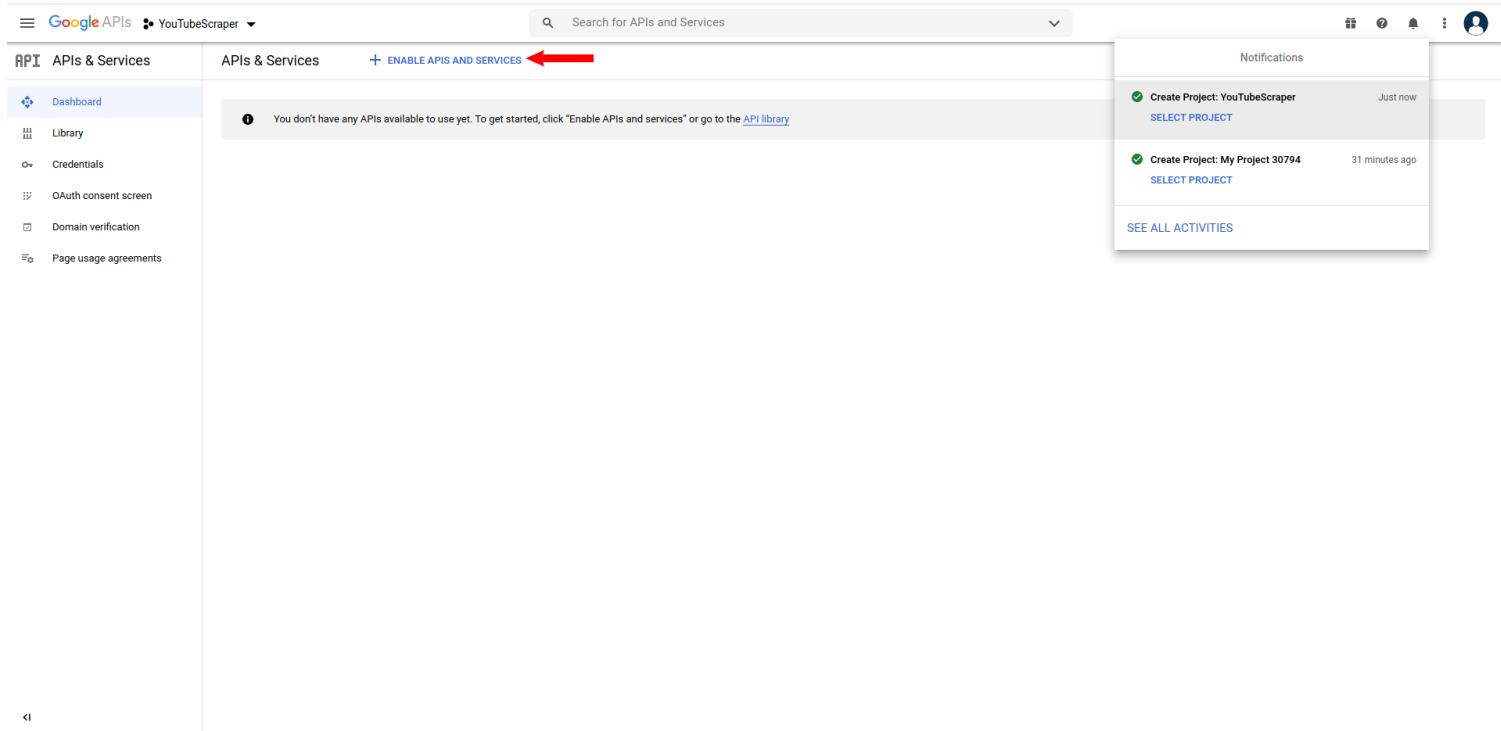 Google APIs YouTubeScraper Search for APIs and Services
API APIs & Services
Dashboard
Library
Credentials
OAuth consent screen
Domain verification
Page usage agreements
APIs & Services + ENABLE APIS AND SERVICES
You don't have any APIs available to use yet. To get started, click "Enable APIs and services" or go to the API library
Notifications
Create Project: YouTubeScraper Just now
SELECT PROJECT
Create Project: My Project 30794 31 minutes ago
SELECT PROJECT
SEE ALL ACTIVITIES